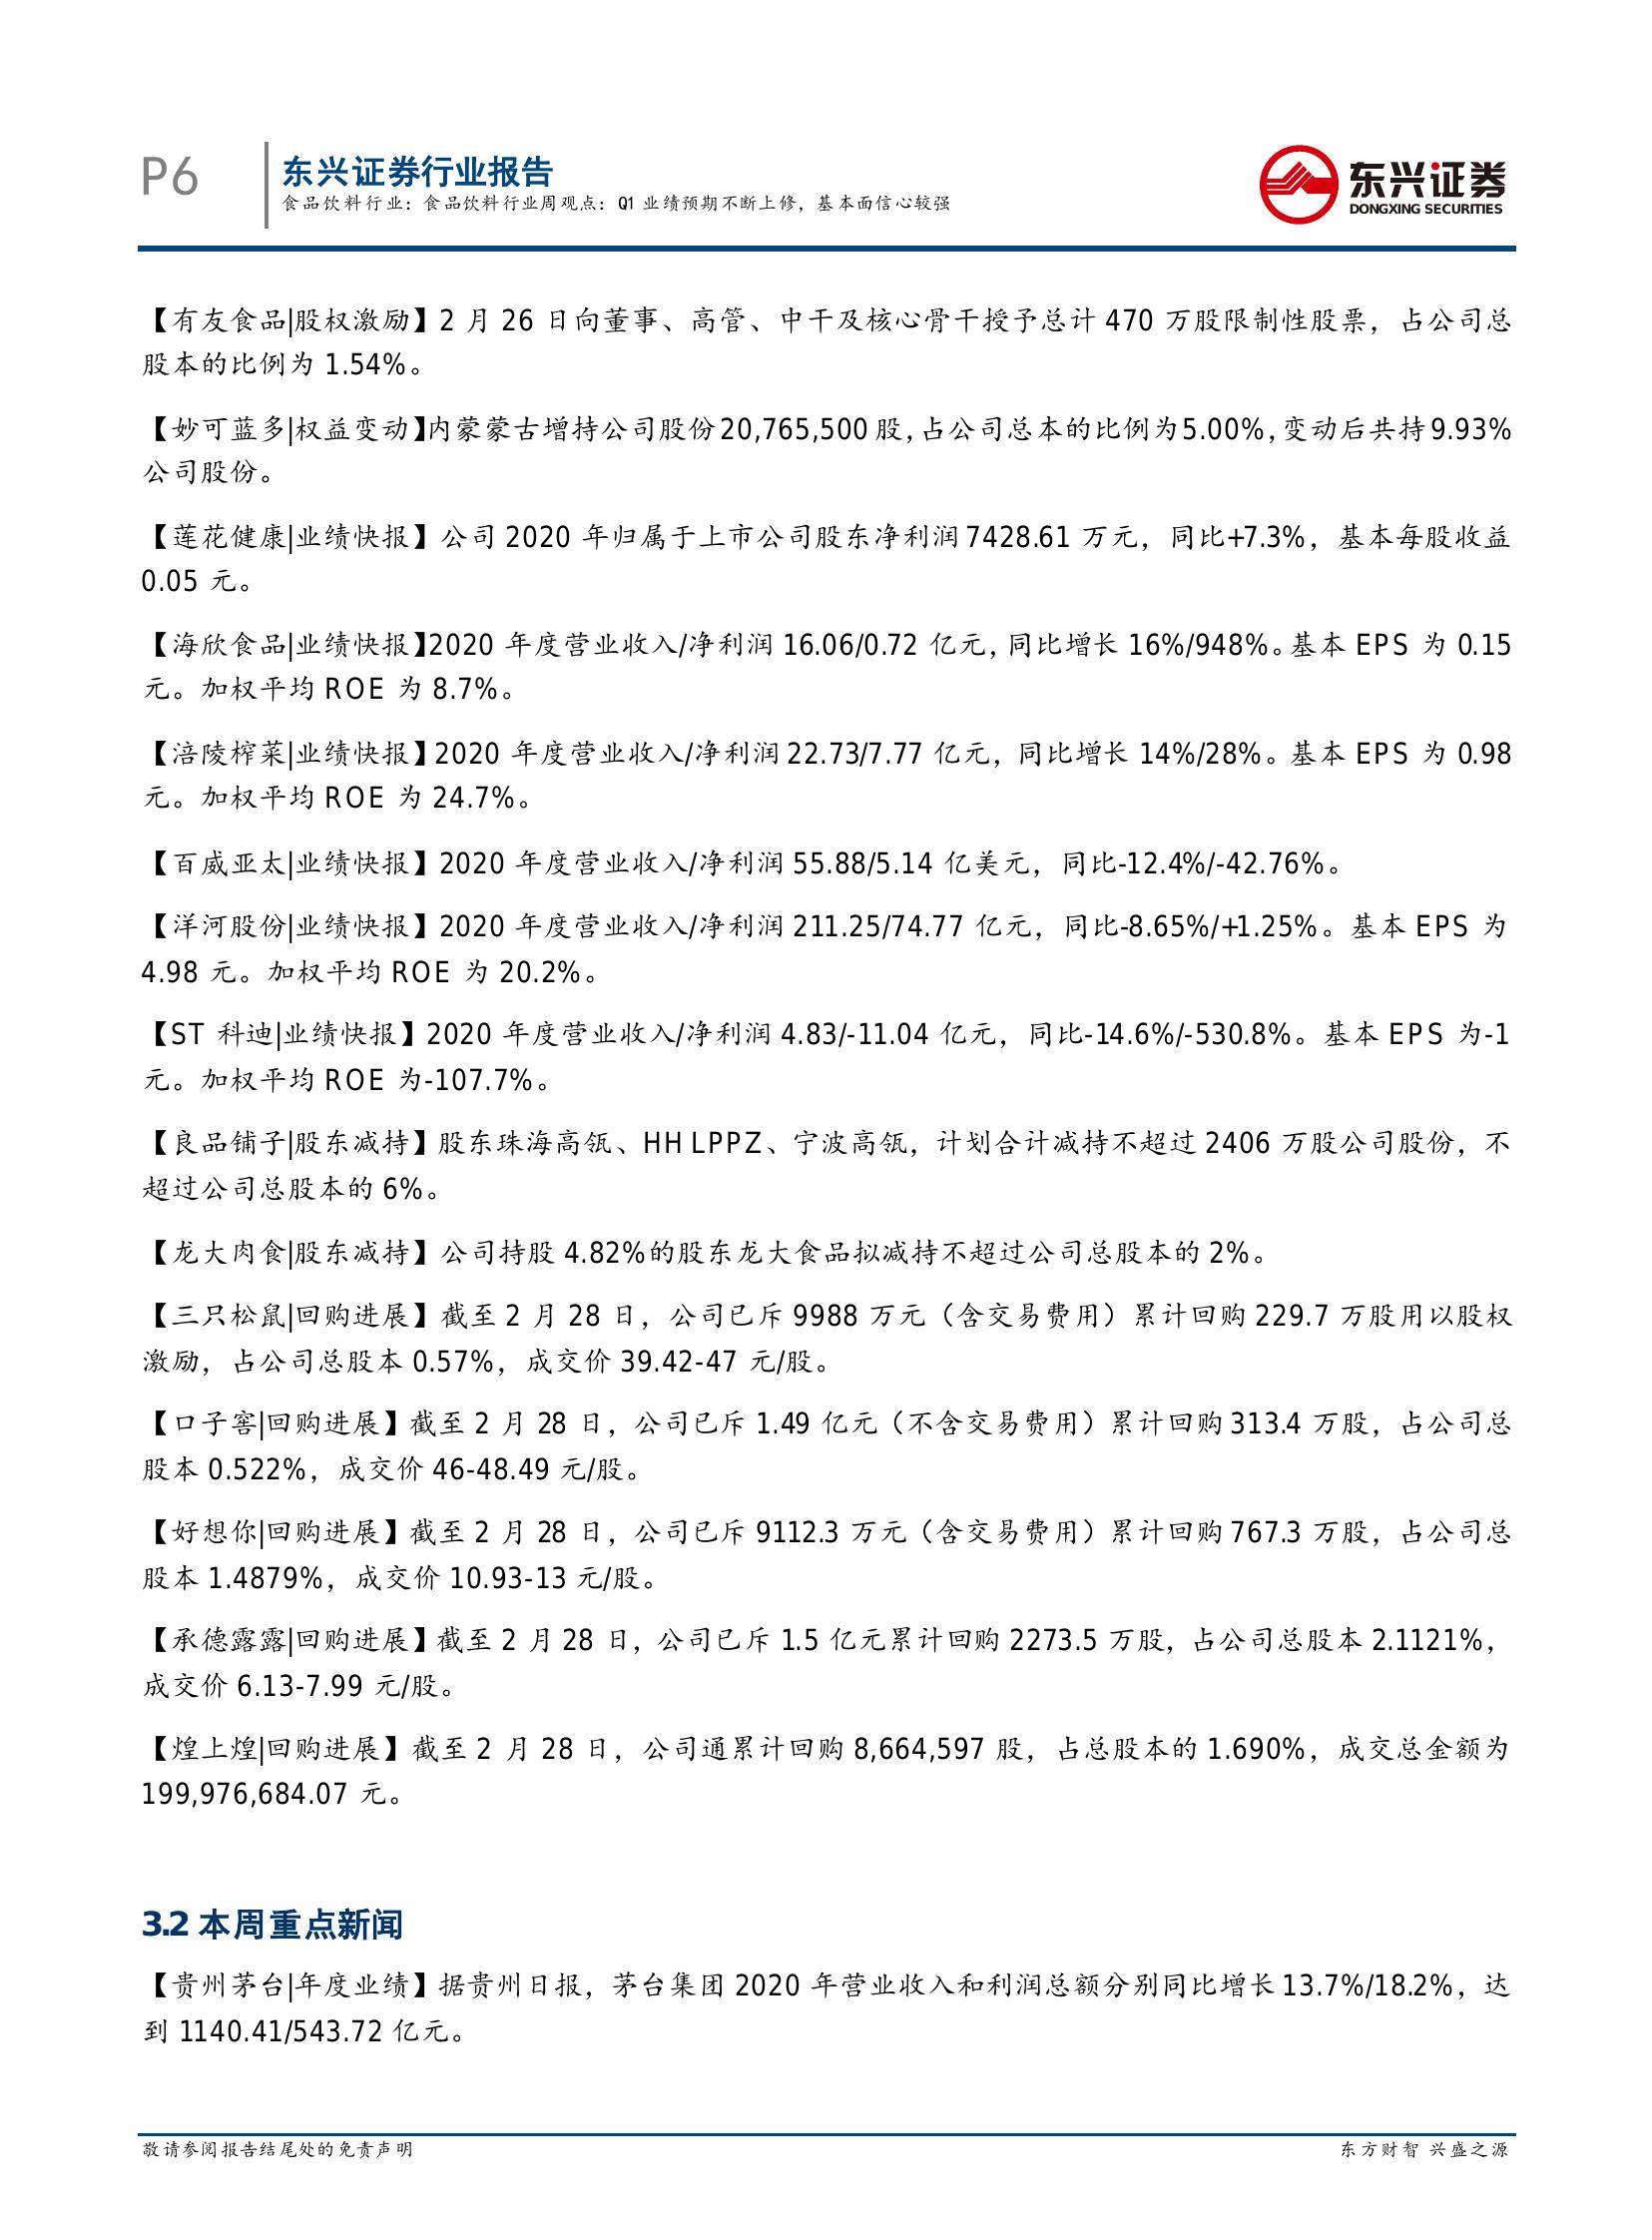 P6
东兴证券行业报告
食品饮料行业：食品饮料行业周观点：Q1 业绩预期不断上修，基本面信心较强
东兴证券
DONGXING SECURITIES
【有友食品|股权激励】2 月 26 日向董事、高管、中干及核心骨干授予总计 470 万股限制性股票，占公司总
股本的比例为 1.54%。
【妙可蓝多|权益变动】内蒙蒙古增持公司股份 20,765,500 股，占公司总本的比例为 5.00%，变动后共持 9.93%
公司股份。
【莲花健康|业绩快报】公司 2020 年归属于上市公司股东净利润 7428.61 万元，同比+7.3%，基本每股收益
0.05 元。
【海欣食品|业绩快报】2020 年度营业收入/净利润 16.06/0.72 亿元，同比增长 16%/948%。基本 EPS 为 0.15
元。加权平均 ROE 为 8.7%。
【涪陵榨菜|业绩快报】2020 年度营业收入/净利润 22.73/7.77 亿元，同比增长 14%/28%。基本 EPS 为 0.98
元。加权平均 ROE 为 24.7%。
【百威亚太|业绩快报】2020 年度营业收入/净利润 55.88/5.14 亿美元，同比-12.4%/-42.76%。
【洋河股份|业绩快报】2020 年度营业收入/净利润 211.25/74.77 亿元，同比-8.65%/+1.25%。基本 EPS 为
4.98 元。加权平均 ROE 为 20.2%。
【ST 科迪|业绩快报】2020 年度营业收入/净利润 4.83/-11.04 亿元，同比-14.6%/-530.8%。基本 EPS 为-1
元。加权平均 ROE 为-107.7%。
【良品铺子|股东减持】股东珠海高瓴、HH LPPZ、宁波高瓴，计划合计减持不超过 2406 万股公司股份，不
超过公司总股本的 6%。
【龙大肉食|股东减持】公司持股 4.82%的股东龙大食品拟减持不超过公司总股本的 2%。
【三只松鼠|回购进展】截至 2 月 28 日，公司已斥 9988 万元（含交易费用）累计回购 229.7 万股用以股权
激励，占公司总股本 0.57%，成交价 39.42-47 元/股。
【口子窖|回购进展】截至 2 月 28 日，公司已斥 1.49 亿元（不含交易费用）累计回购 313.4 万股，占公司总
股本 0.522%，成交价 46-48.49 元/股。
【好想你|回购进展】截至 2 月 28 日，公司已斥 9112.3 万元（含交易费用）累计回购 767.3 万股，占公司总
股本 1.4879%，成交价 10.93-13 元/股。
【承德露露|回购进展】截至 2 月 28 日，公司已斥 1.5 亿元累计回购 2273.5 万股，占公司总股本 2.1121%，
成交价 6.13-7.99 元/股。
【煌上煌|回购进展】截至 2 月 28 日，公司通累计回购 8,664,597 股，占总股本的 1.690%，成交总金额为
199,976,684.07 元。
3.2 本周重点新闻
【贵州茅台|年度业绩】据贵州日报，茅台集团 2020 年营业收入和利润总额分别同比增长 13.7%/18.2%，达
到 1140.41/543.72 亿元。
敬请参阅报告结尾处的免责声明
东方财智 兴盛之源